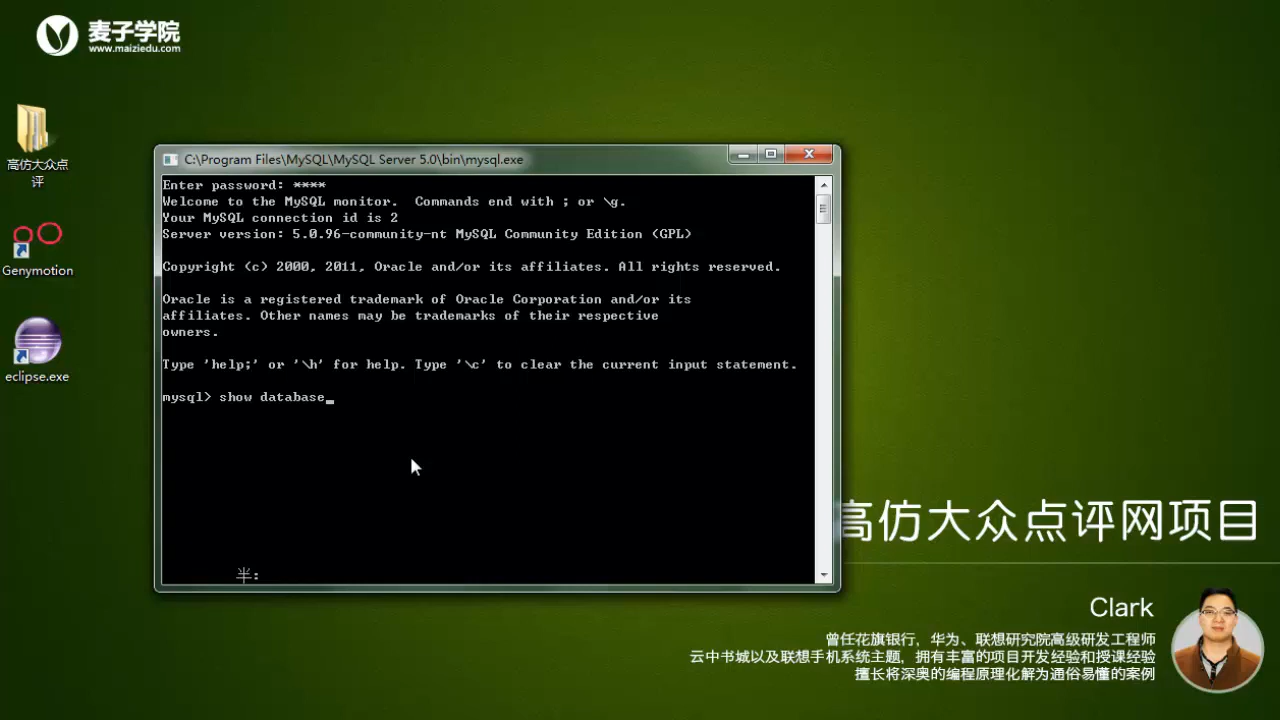 麦子学院
www.maiziedu.com
高仿大众点
评
Genymotion
eclipse.exe
C:\Program Files\MySQL\MySQL Server 5.0\bin\mysql.exe
Enter password: ****
Welcome to the MySQL monitor.  Commands end with ; or \g.
Your MySQL connection id is 2
Server version: 5.0.96-community-nt MySQL Community Edition (GPL)
Copyright (c) 2000, 2011, Oracle and/or its affiliates. All rights reserved.
Oracle is a registered trademark of Oracle Corporation and/or its
affiliates. Other names may be trademarks of their respective
owners.
Type 'help;' or '\h' for help. Type '\c' to clear the current input statement.
mysql> show database_
半:
高仿大众点评网项目
Clark
曾任花旗银行，华为、联想研究院高级研发工程师
云中书城以及联想手机系统主题，拥有丰富的项目开发经验和授课经验
擅长将深奥的编程原理化解为通俗易懂的案例